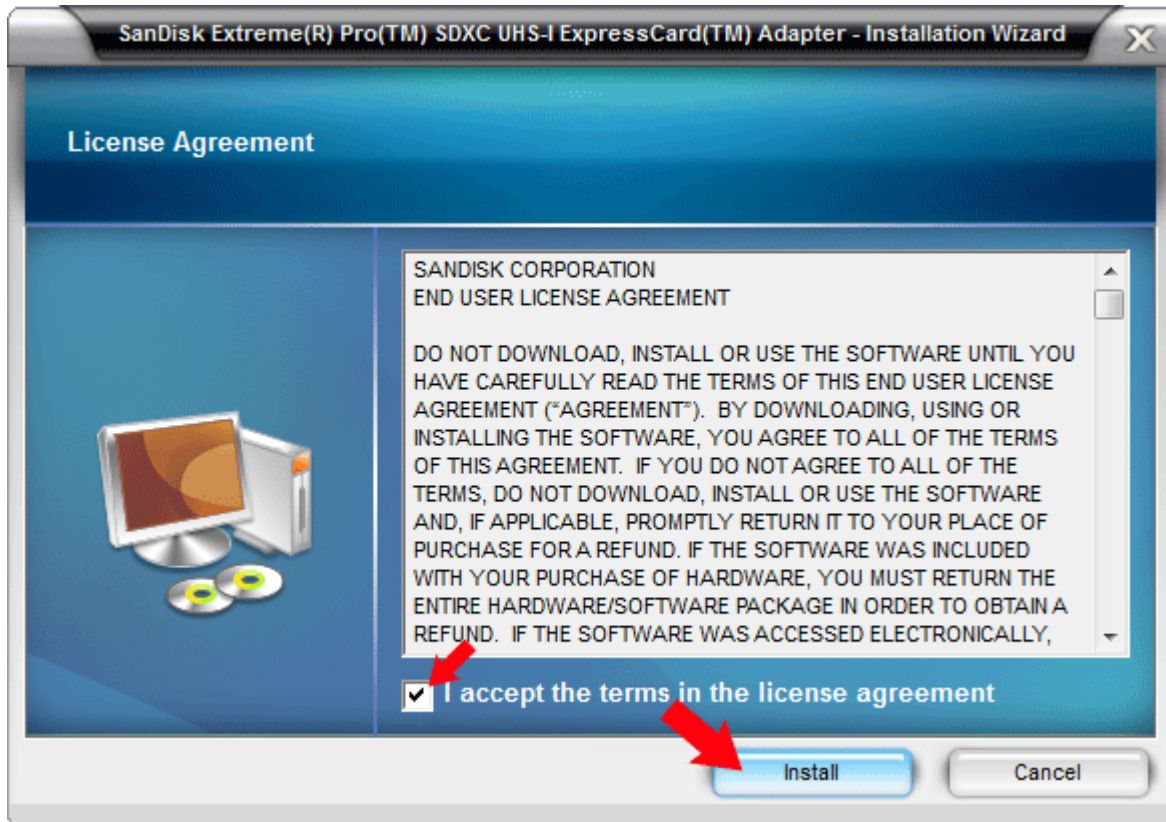 SanDisk Extreme(R) Pro(TM) SDXC UHS-I ExpressCard(TM) Adapter - Installation Wizard
License Agreement
SANDISK CORPORATION
END USER LICENSE AGREEMENT
DO NOT DOWNLOAD, INSTALL OR USE THE SOFTWARE UNTIL YOU
HAVE CAREFULLY READ THE TERMS OF THIS END USER LICENSE
AGREEMENT (“AGREEMENT”).  BY DOWNLOADING, USING OR
INSTALLING THE SOFTWARE, YOU AGREE TO ALL OF THE TERMS
OF THIS AGREEMENT.  IF YOU DO NOT AGREE TO ALL OF THE
TERMS, DO NOT DOWNLOAD, INSTALL OR USE THE SOFTWARE
AND, IF APPLICABLE, PROMPTLY RETURN IT TO YOUR PLACE OF
PURCHASE FOR A REFUND. IF THE SOFTWARE WAS INCLUDED
WITH YOUR PURCHASE OF HARDWARE, YOU MUST RETURN THE
ENTIRE HARDWARE/SOFTWARE PACKAGE IN ORDER TO OBTAIN A
REFUND.  IF THE SOFTWARE WAS ACCESSED ELECTRONICALLY,
I accept the terms in the license agreement
Install
Cancel